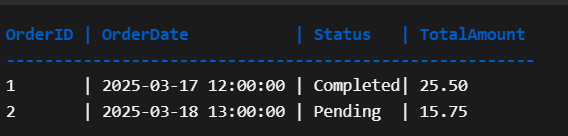 OrderID | OrderDate           | Status   | TotalAmount
-------------------------------------------------------
1       | 2025-03-17 12:00:00 | Completed| 25.50
2       | 2025-03-18 13:00:00 | Pending  | 15.75